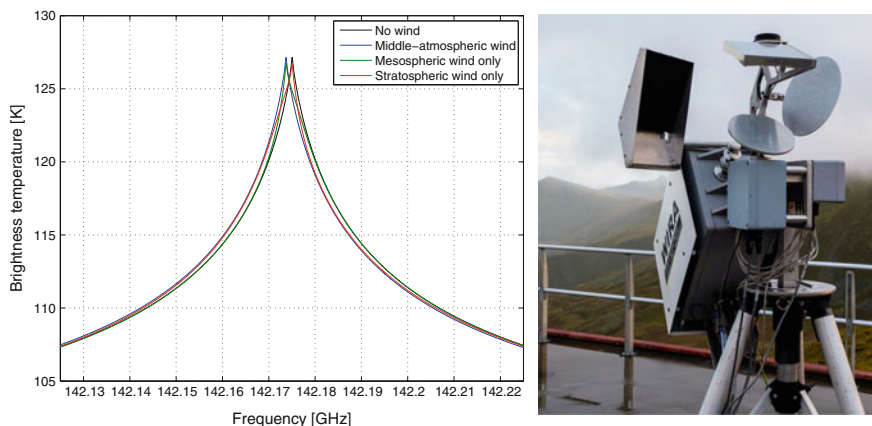 130
125
120
115
110
105
Brightness temperature [K]
No wind
Middle-atmospheric wind
Mesospheric wind only
Stratospheric wind only
142.13 142.14 142.15 142.16 142.17 142.18 142.19 142.2 142.21 142.22
Frequency [GHz]
WIRA